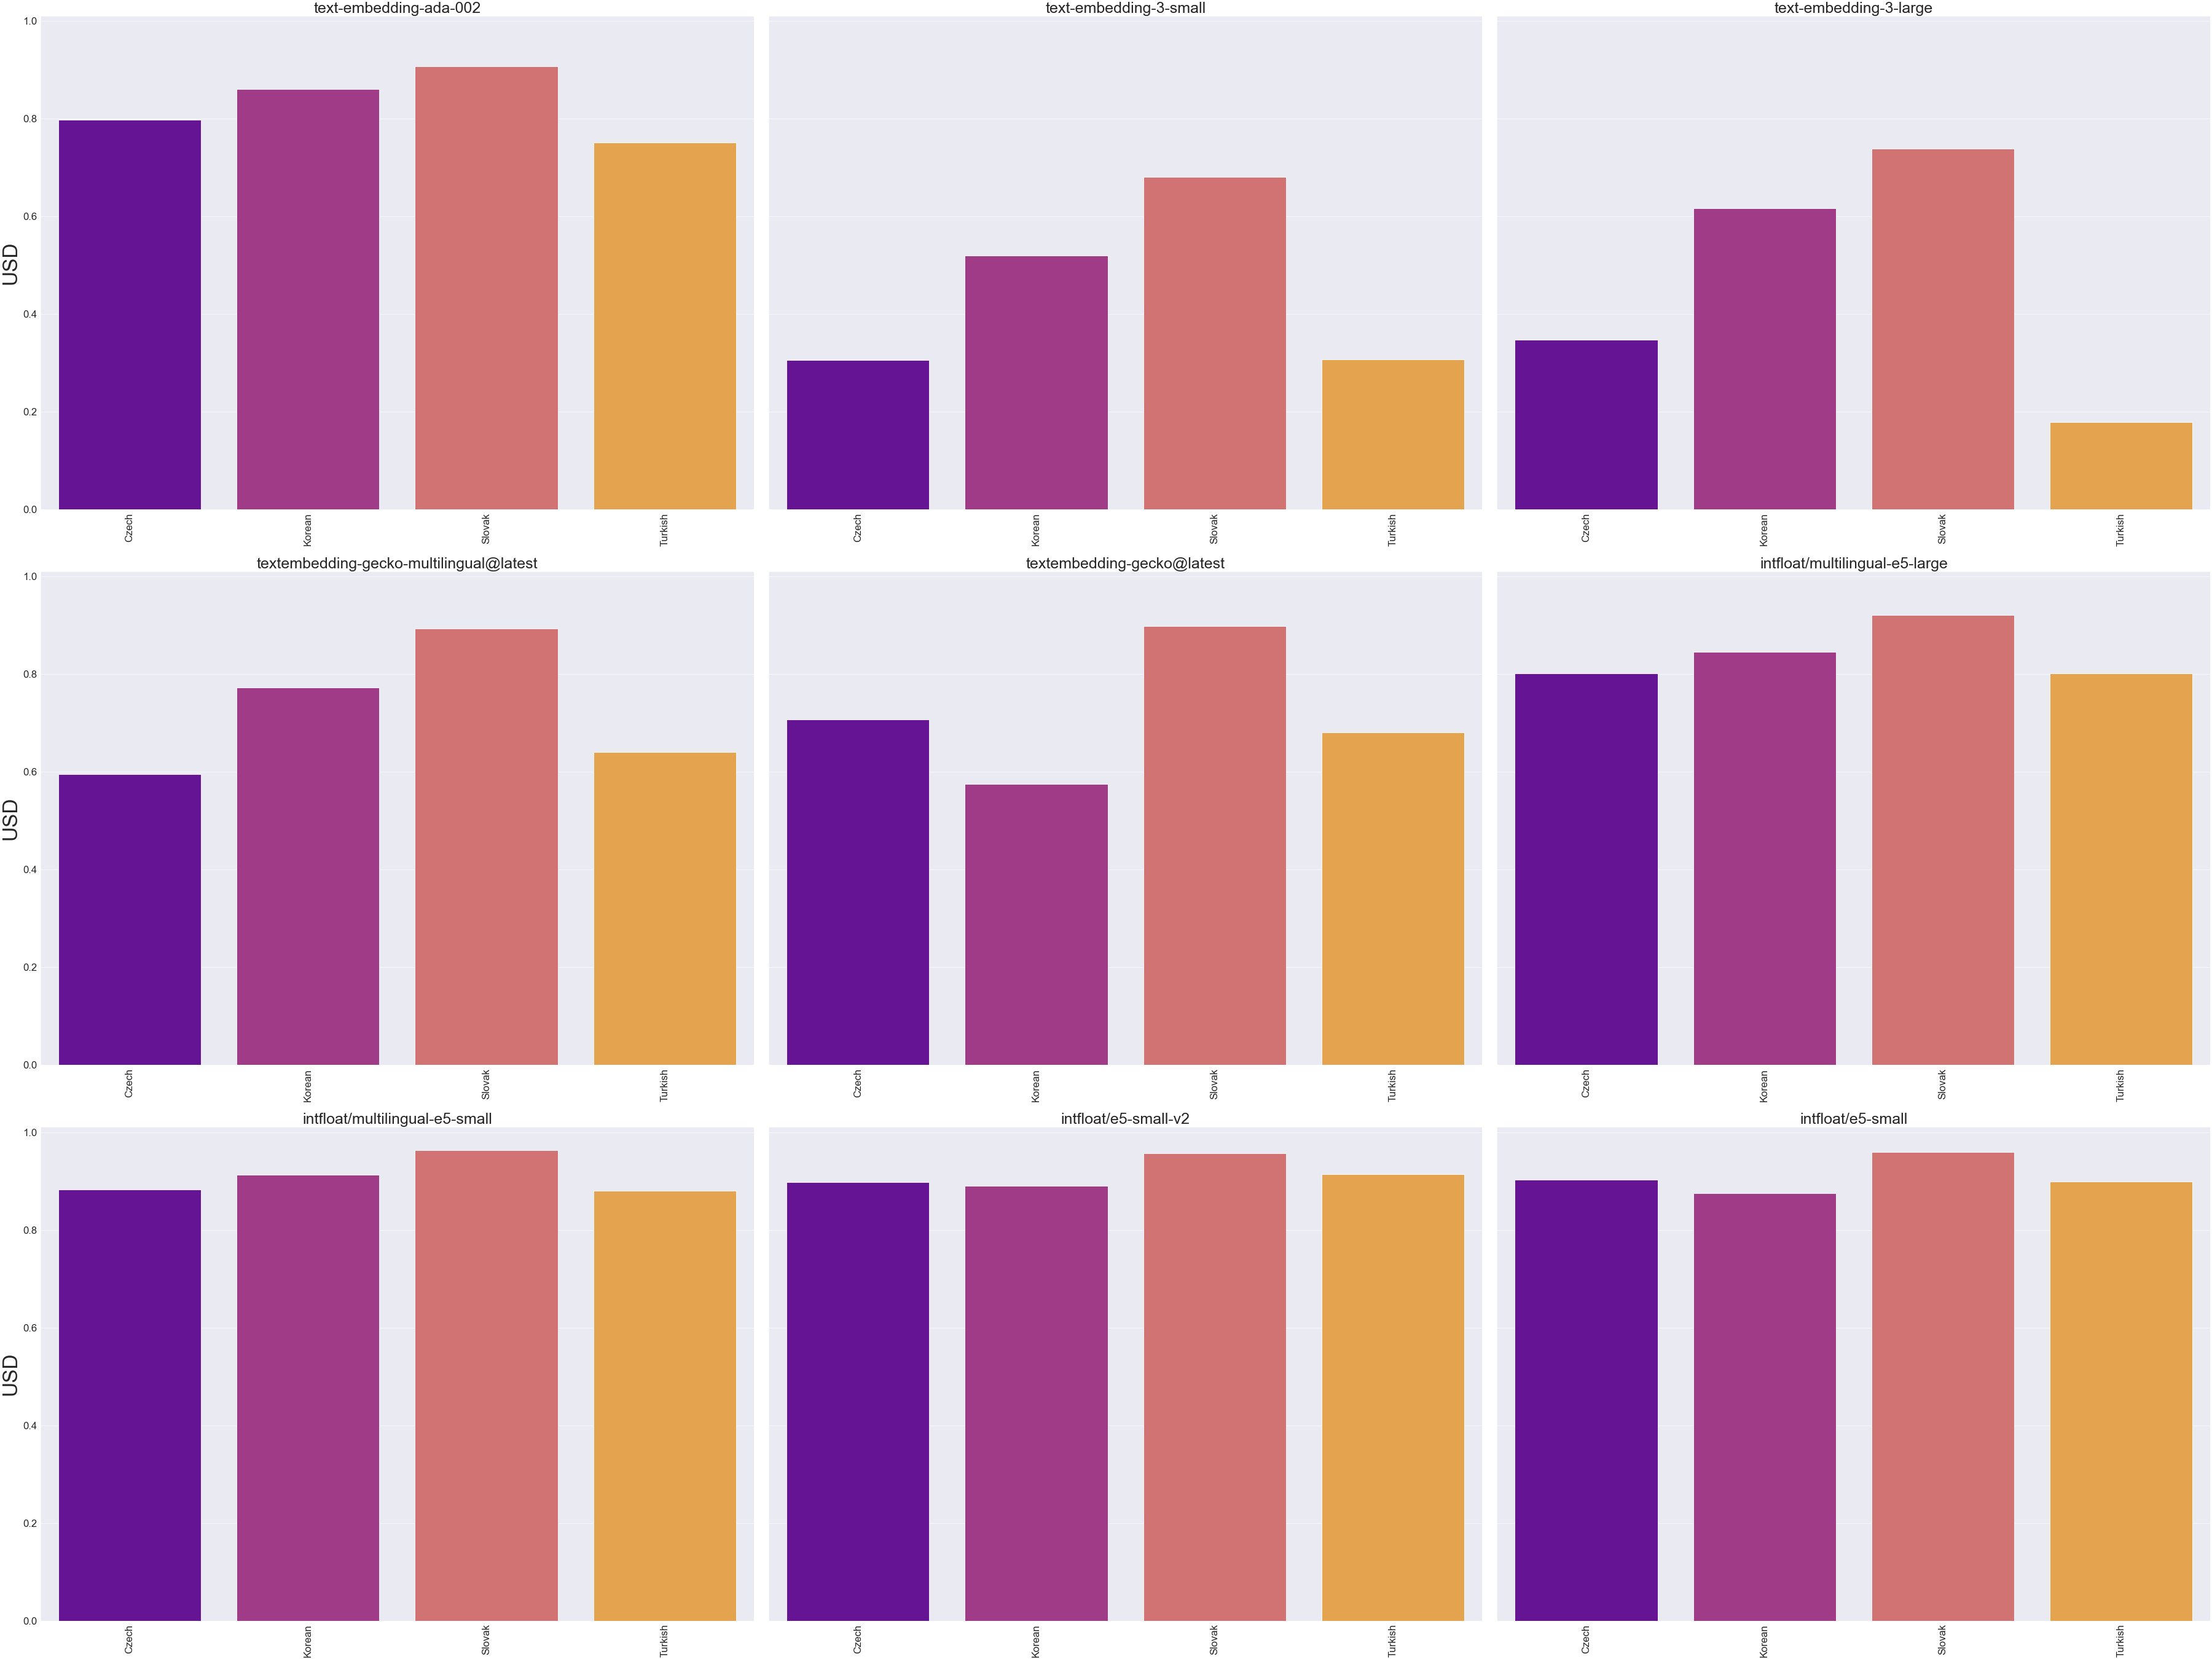 text-embedding-ada-002
text-embedding-3-small
text-embedding-3-large
1.0
0.8
0.6
0.4
0.2
0.0
USD
Czech
Korean
Slovak
Turkish
Czech
Korean
Slovak
Turkish
Czech
Korean
Slovak
Turkish
textembedding-gecko-multilingual@latest
textembedding-gecko@latest
intfloat/multilingual-e5-large
1.0
0.8
0.6
0.4
0.2
0.0
USD
Czech
Korean
Slovak
Turkish
Czech
Korean
Slovak
Turkish
Czech
Korean
Slovak
Turkish
intfloat/multilingual-e5-small
intfloat/e5-small-v2
intfloat/e5-small
1.0
0.8
0.6
0.4
0.2
0.0
USD
Czech
Korean
Slovak
Turkish
Czech
Korean
Slovak
Turkish
Czech
Korean
Slovak
Turkish